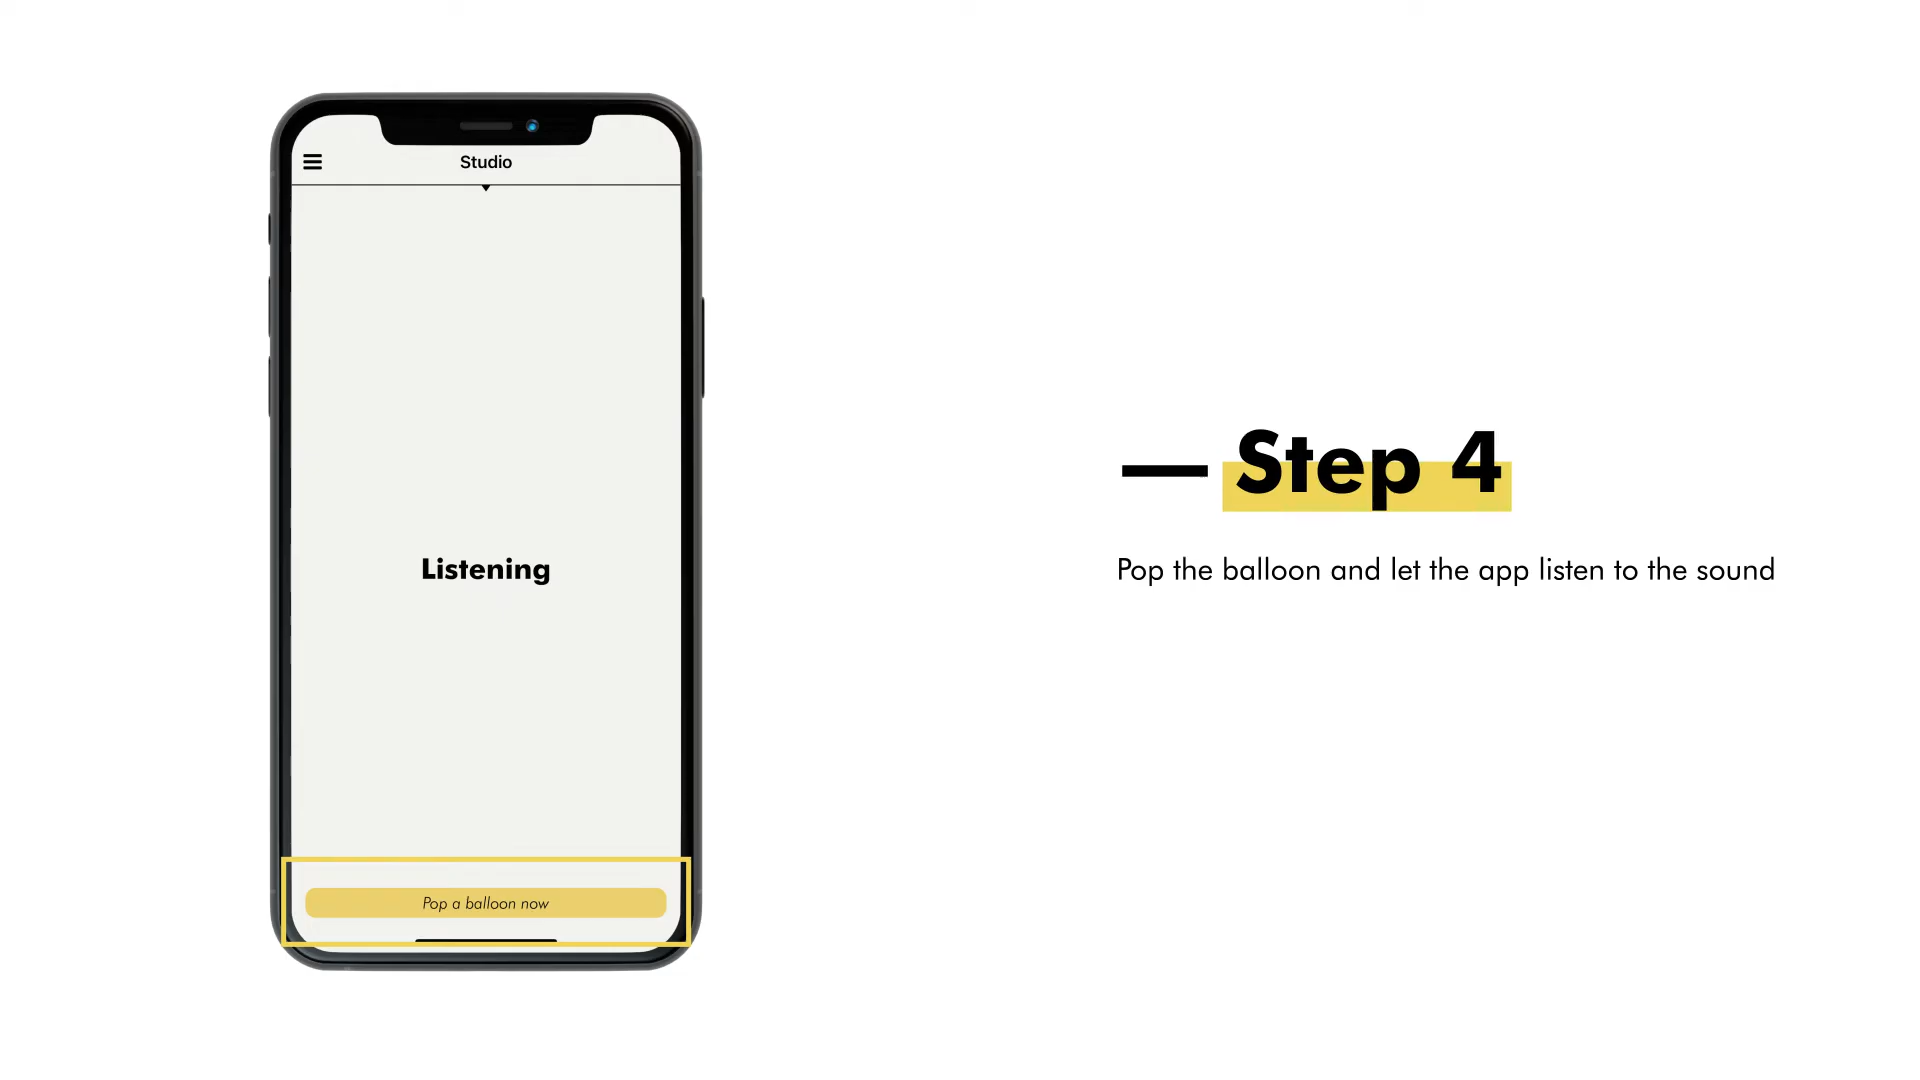 Studio
Listening
Pop a balloon now
— Step 4
Pop the balloon and let the app listen to the sound